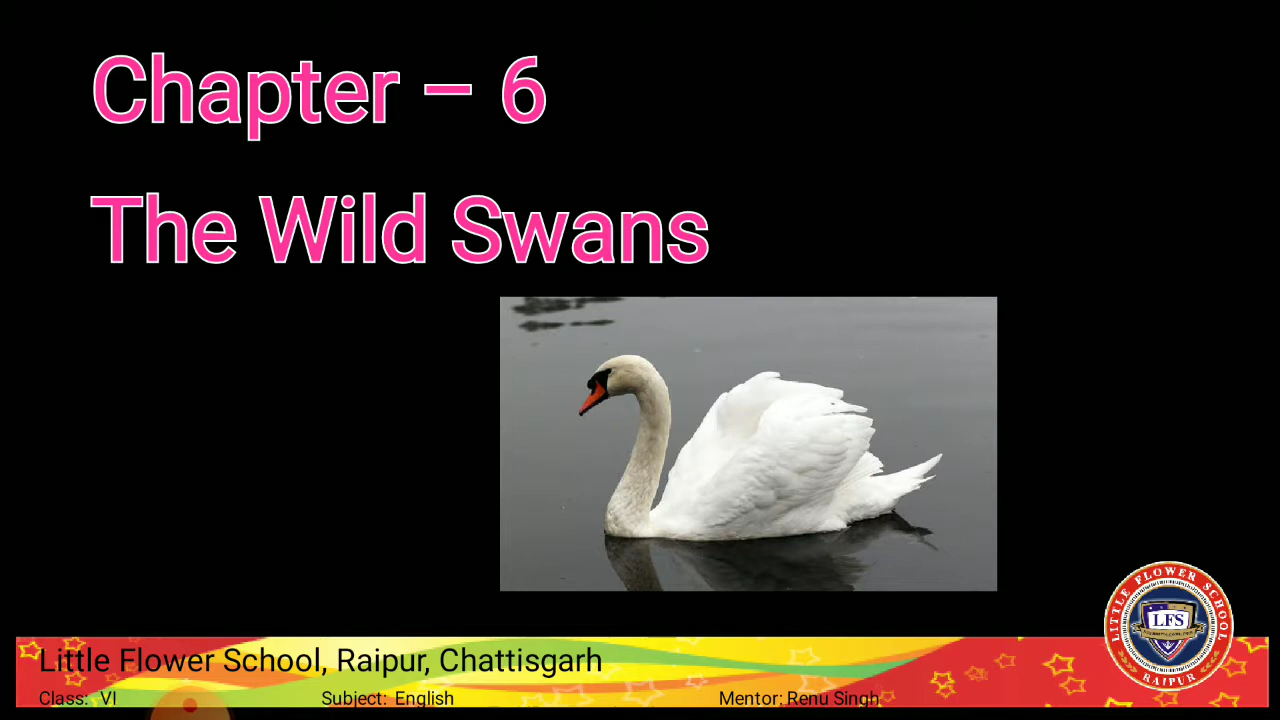 Chapter – 6
The Wild Swans
Little Flower School, Raipur, Chattisgarh
Class: VI Subject: English Mentor: Renu Singh
LITTLE FLOWER SCHOOL
LFS
RAIPUR